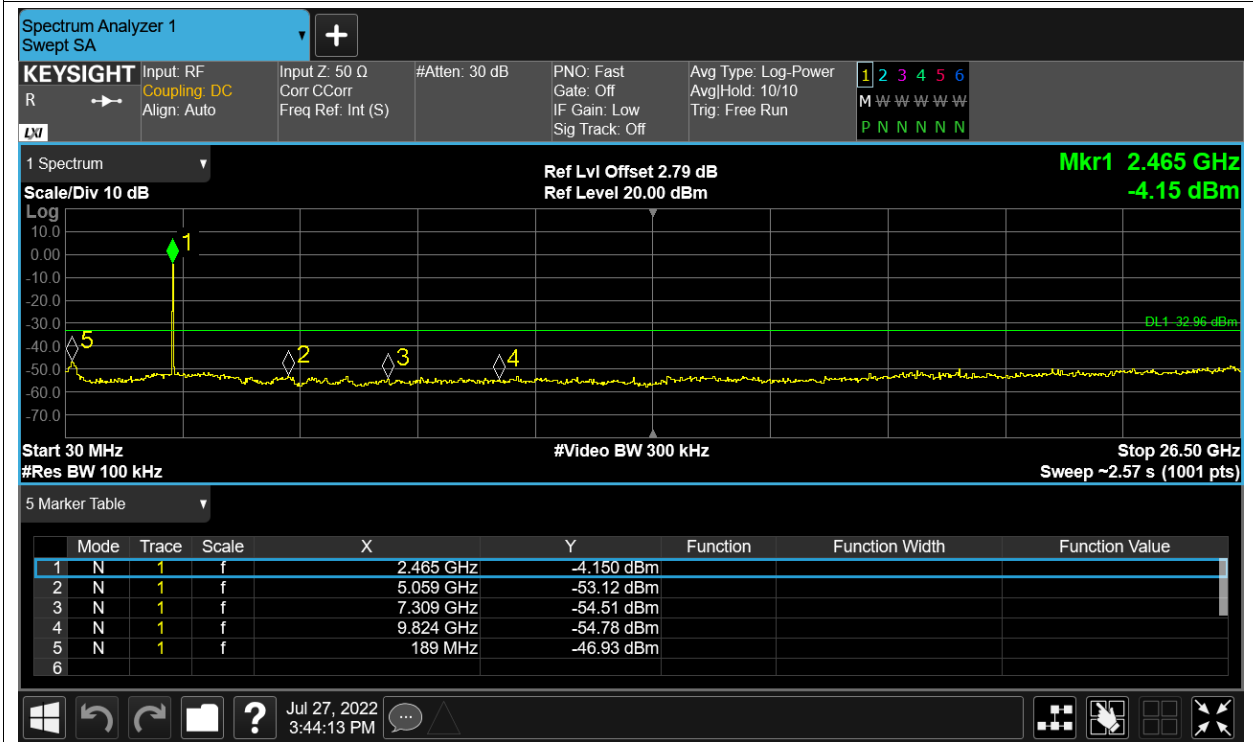 Spectrum Analyzer 1
Swept SA
+
KEYSIGHT Input: RF Input Z: 50 Ω #Atten: 30 dB PNO: Fast Avg Type: Log-Power 1 2 3 4 5 6
R Coupling: DC Corr CCorr Gate: Off Avg|Hold: 10/10 M W W W W W
Align: Auto Freq Ref: Int (S) IF Gain: Low Trig: Free Run
LXI Sig Track: Off P N N N N N
1 Spectrum Ref Lvl Offset 2.79 dB Mkr1 2.465 GHz
Scale/Div 10 dB Ref Level 20.00 dBm -4.15 dBm
Log
10.0
1
0.00
-10.0
-20.0
-30.0 DL1 -32.96 dBm
-40.0 5 2 3 4
-50.0
-60.0
-70.0
Start 30 MHz #Video BW 300 kHz Stop 26.50 GHz
#Res BW 100 kHz Sweep ~2.57 s (1001 pts)
5 Marker Table
Mode Trace Scale X Y Function Function Width Function Value
1 N 1 f 2.465 GHz -4.150 dBm
2 N 1 f 5.059 GHz -53.12 dBm
3 N 1 f 7.309 GHz -54.51 dBm
4 N 1 f 9.824 GHz -54.78 dBm
5 N 1 f 189 MHz -46.93 dBm
6
? Jul 27, 2022
3:44:13 PM